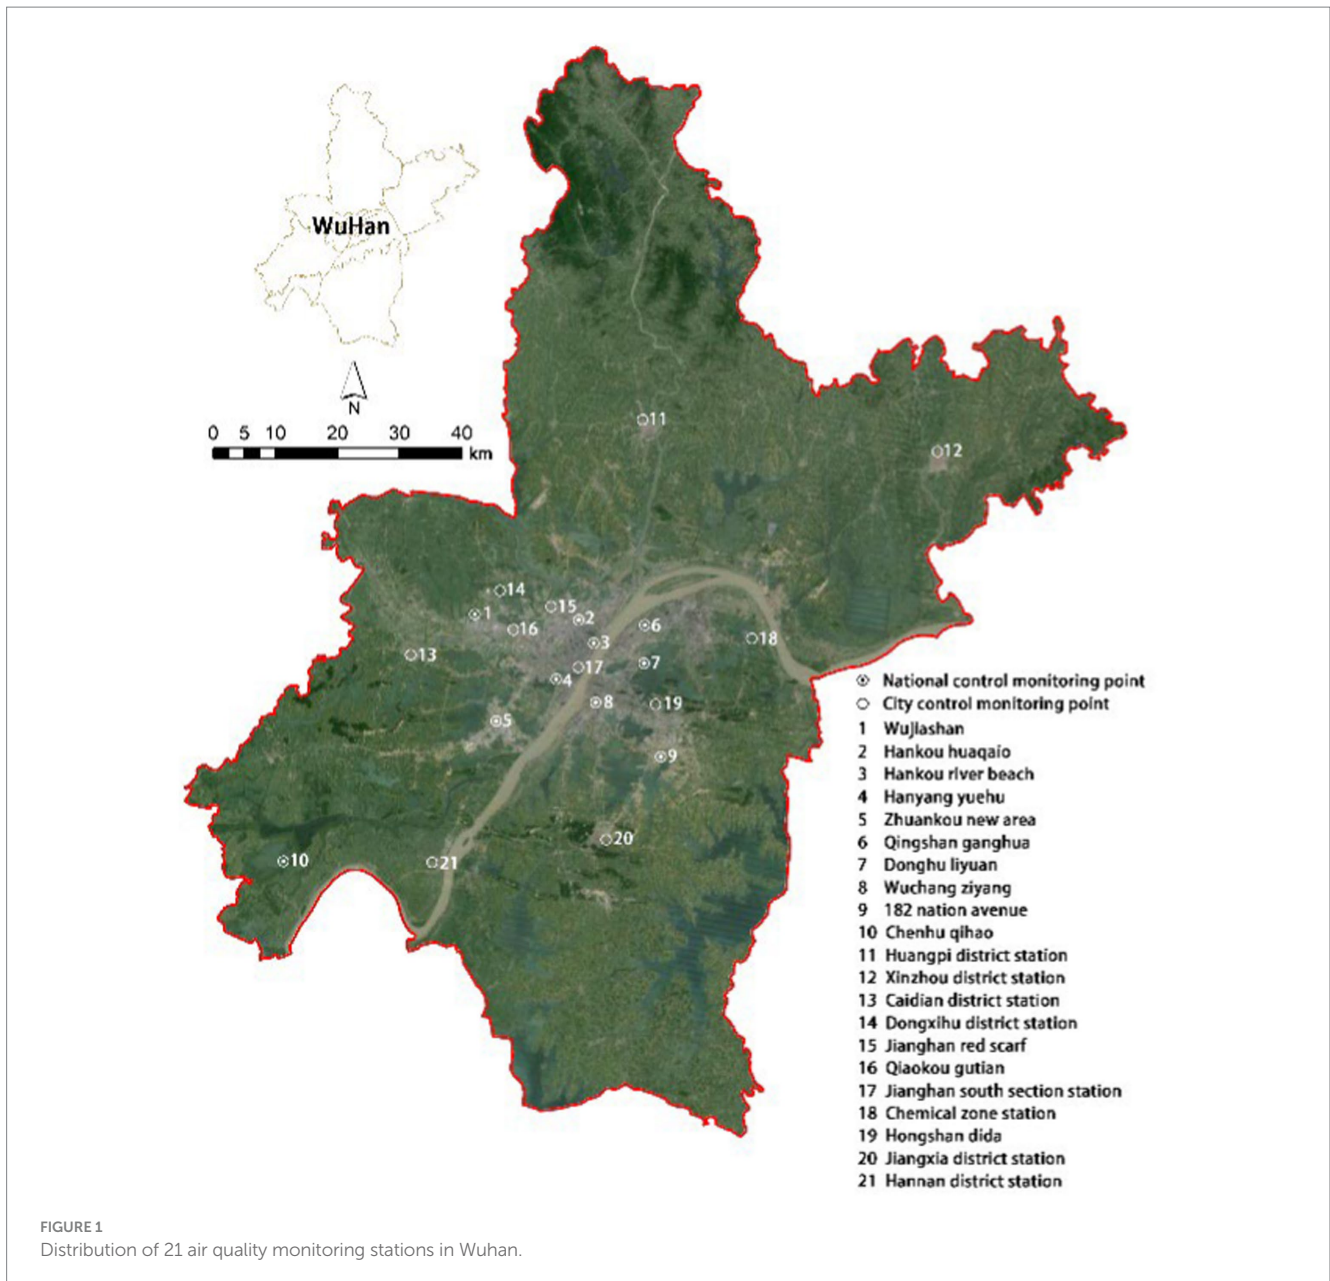 WuHan
N
0 5 10 20 30 40
km
11
12
14
1
15
2
16
3
6
18
13
17
7
4
8
19
5
9
20
10
21
National control monitoring point
City control monitoring point
1 Wujiashan
2 Hankou huaqaio
3 Hankou river beach
4 Hanyang yuehu
5 Zhuankou new area
6 Qingshan ganghua
7 Donghu liyuan
8 Wuchang ziyang
9 182 nation avenue
10 Chenhu qihao
11 Huangpi district station
12 Xinzhou district station
13 Caidian district station
14 Dongxihu district station
15 Jianghan red scarf
16 Qiaokou gutian
17 Jianghan south section station
18 Chemical zone station
19 Hongshan dida
20 Jiangxia district station
21 Hannan district station
FIGURE 1
Distribution of 21 air quality monitoring stations in Wuhan.